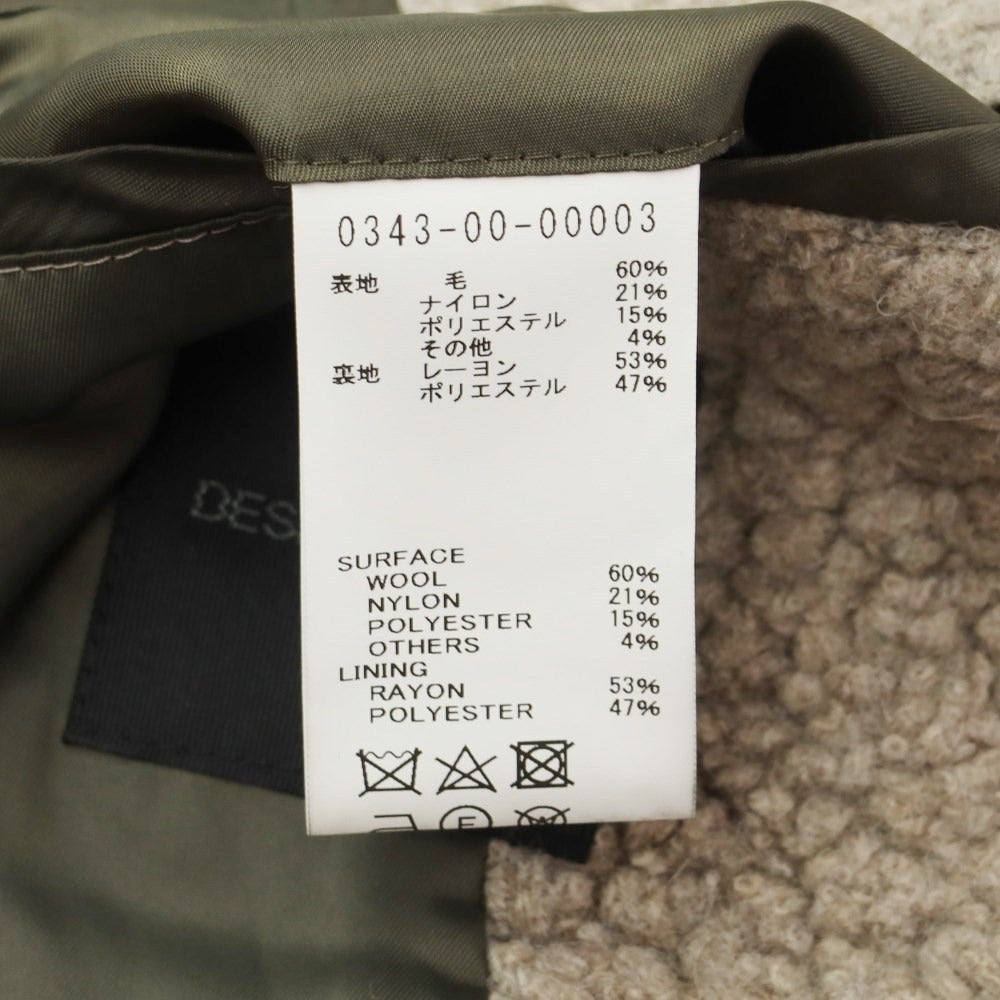 0343-00-00003
表地 毛 60%
ナイロン 21%
ポリエステル 15%
その他 4%
裏地 レーヨン 53%
ポリエステル 47%
SURFACE
WOOL 60%
NYLON 21%
POLYESTER 15%
OTHERS 4%
LINING
RAYON 53%
POLYESTER 47%
DES